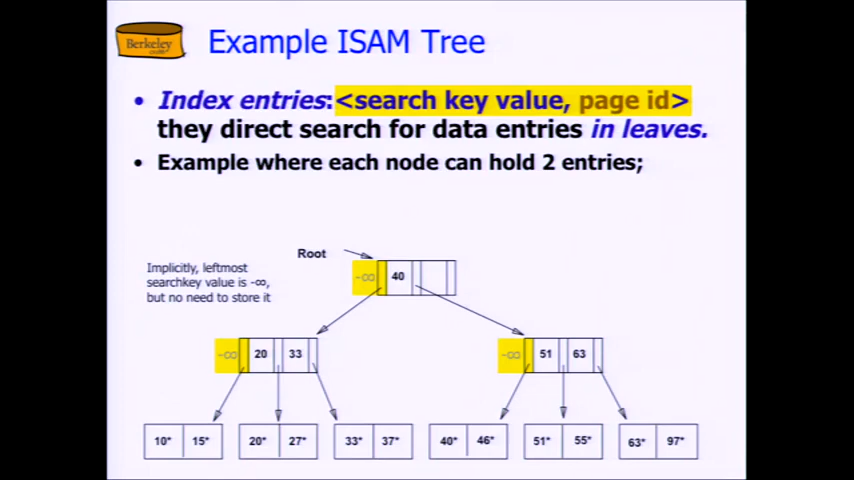 Berkeley
Example ISAM Tree
• Index entries:<search key value, page id>
they direct search for data entries in leaves.
• Example where each node can hold 2 entries;
Root
Implicitly, leftmost
searchkey value is -∞,
but no need to store it
-∞ 40
-∞ 20 33
-∞ 51 63
10* 15* 20* 27* 33* 37* 40* 46* 51* 55* 63* 97*